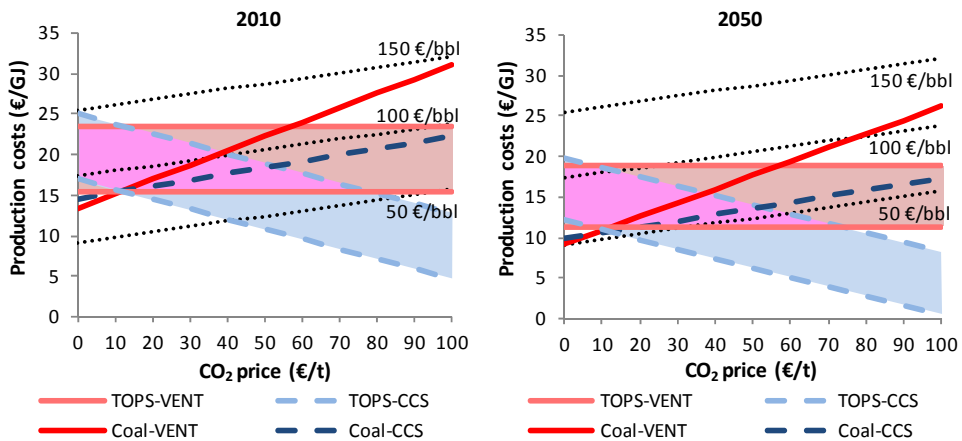 2010
Production costs (€/GJ)
35
30
25
20
15
10
5
0
150 €/bbl
100 €/bbl
50 €/bbl
0 10 20 30 40 50 60 70 80 90 100
CO₂ price (€/t)
TOPS-VENT TOPS-CCS
Coal-VENT Coal-CCS
2050
Production costs (€/GJ)
35
30
25
20
15
10
5
0
150 €/bbl
100 €/bbl
50 €/bbl
0 10 20 30 40 50 60 70 80 90 100
CO₂ price (€/t)
TOPS-VENT TOPS-CCS
Coal-VENT Coal-CCS